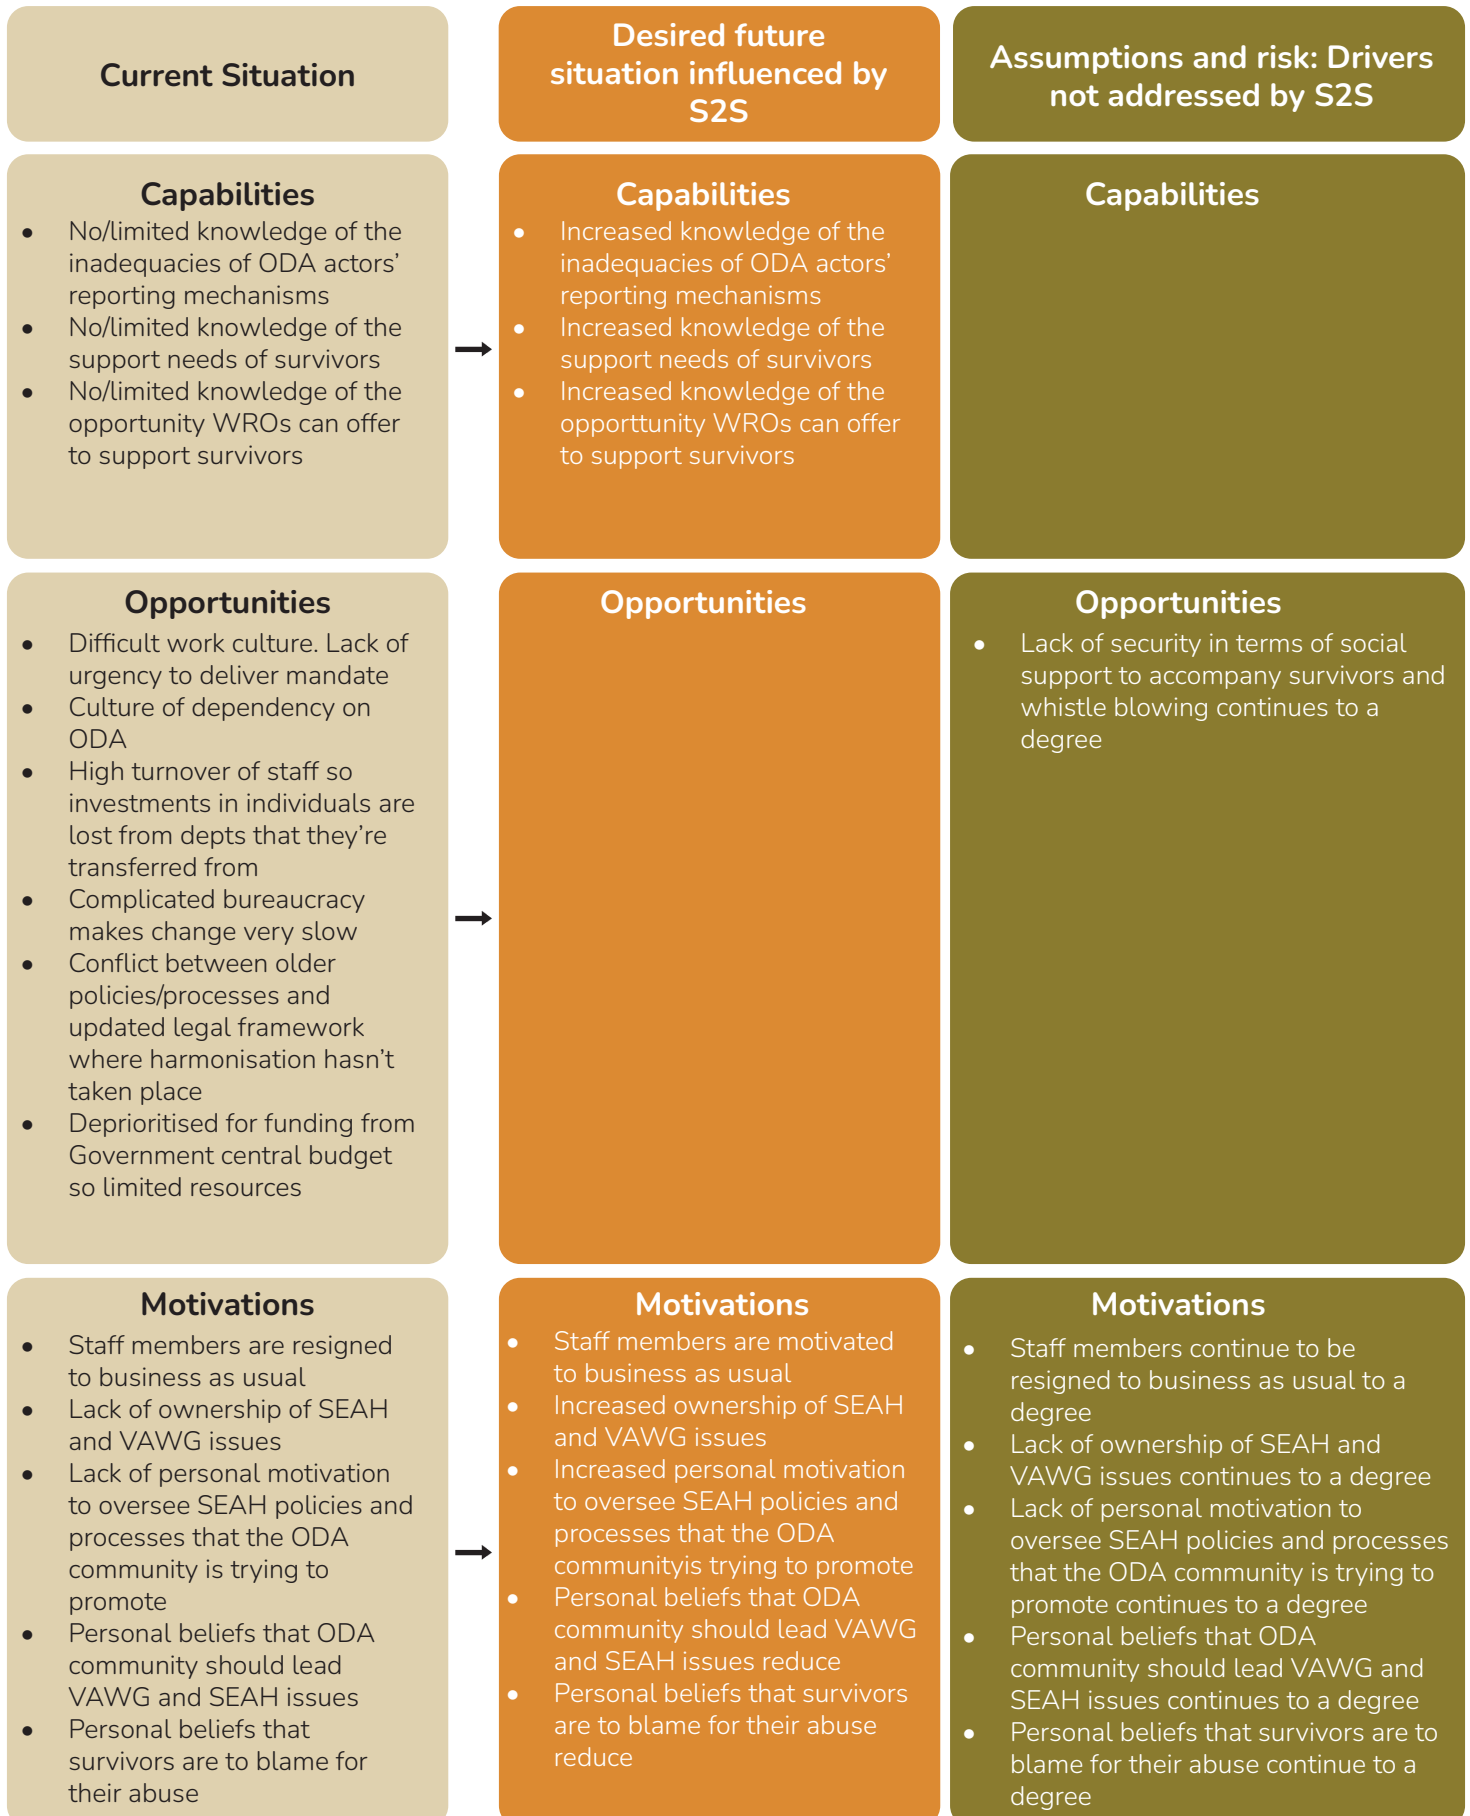 Current Situation
Desired future
situation influenced by
S2S
Assumptions and risk: Drivers
not addressed by S2S
Capabilities
• No/limited knowledge of the
inadequacies of ODA actors’
reporting mechanisms
• No/limited knowledge of the
support needs of survivors
• No/limited knowledge of the
opportunity WROs can offer
to support survivors
Capabilities
• Increased knowledge of the
inadequacies of ODA actors’
reporting mechanisms
• Increased knowledge of the
support needs of survivors
• Increased knowledge of the
opporttunity WROs can offer
to support survivors
Capabilities
Opportunities
• Difficult work culture. Lack of
urgency to deliver mandate
• Culture of dependency on
ODA
• High turnover of staff so
investments in individuals are
lost from depts that they’re
transferred from
• Complicated bureaucracy
makes change very slow
• Conflict between older
policies/processes and
updated legal framework
where harmonisation hasn’t
taken place
• Deprioritised for funding from
Government central budget
so limited resources
Opportunities
Opportunities
• Lack of security in terms of social
support to accompany survivors and
whistle blowing continues to a
degree
Motivations
• Staff members are resigned
to business as usual
• Lack of ownership of SEAH
and VAWG issues
• Lack of personal motivation
to oversee SEAH policies and
processes that the ODA
community is trying to
promote
• Personal beliefs that ODA
community should lead
VAWG and SEAH issues
• Personal beliefs that
survivors are to blame for
their abuse
Motivations
• Staff members are motivated
to business as usual
• Increased ownership of SEAH
and VAWG issues
• Increased personal motivation
to oversee SEAH policies and
processes that the ODA
communityis trying to promote
• Personal beliefs that ODA
community should lead VAWG
and SEAH issues reduce
• Personal beliefs that survivors
are to blame for their abuse
reduce
Motivations
• Staff members continue to be
resigned to business as usual to a
degree
• Lack of ownership of SEAH and
VAWG issues continues to a degree
• Lack of personal motivation to
oversee SEAH policies and processes
that the ODA community is trying to
promote continues to a degree
• Personal beliefs that ODA
community should lead VAWG and
SEAH issues continues to a degree
• Personal beliefs that survivors are to
blame for their abuse continue to a
degree